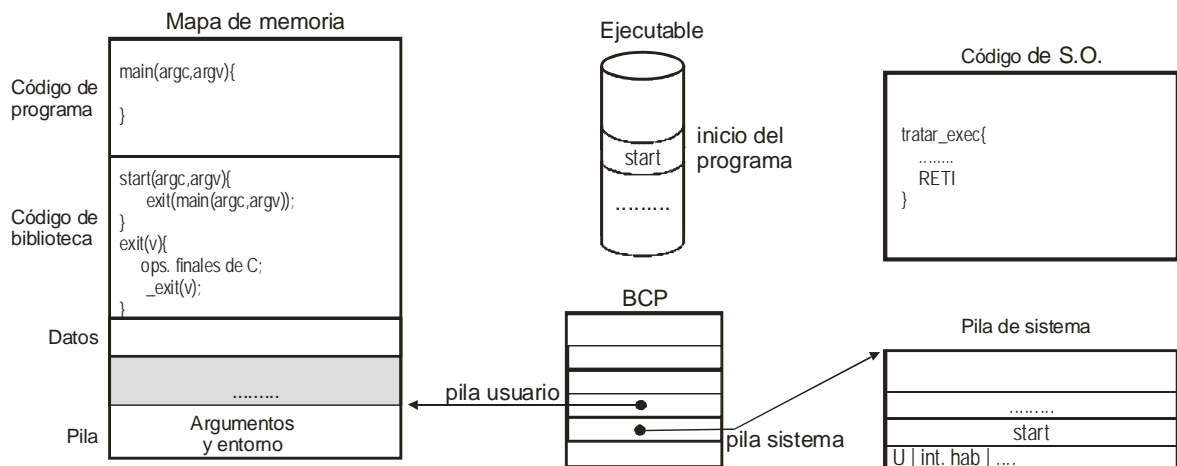 Mapa de memoria
Código de
programa
main(argc,argv){
}
Código de
biblioteca
start(argc,argv){
exit(main(argc,argv));
}
exit(v){
ops. finales de C;
_exit(v);
}
Datos
.........
Pila
Argumentos
y entorno
Ejecutable
start
.........
inicio del
programa
BCP
pila usuario
pila sistema
Código de S.O.
tratar_exec{
........
RETI
}
Pila de sistema
.........
start
U | int. hab | ....